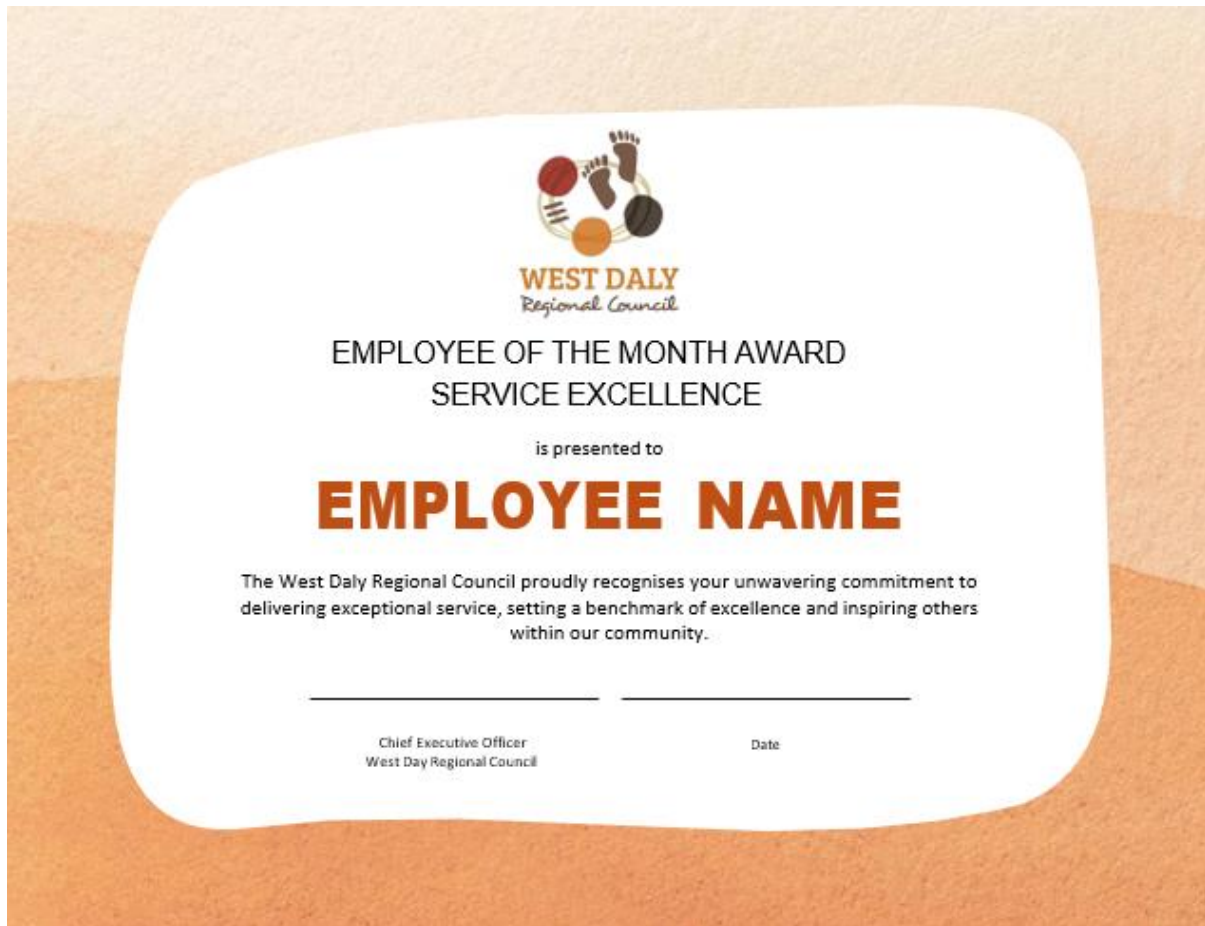 WEST DALY
Regional Council
EMPLOYEE OF THE MONTH AWARD
SERVICE EXCELLENCE
is presented to
EMPLOYEE NAME
The West Daly Regional Council proudly recognises your unwavering commitment to
delivering exceptional service, setting a benchmark of excellence and inspiring others
within our community.
Chief Executive Officer
West Day Regional Council
Date